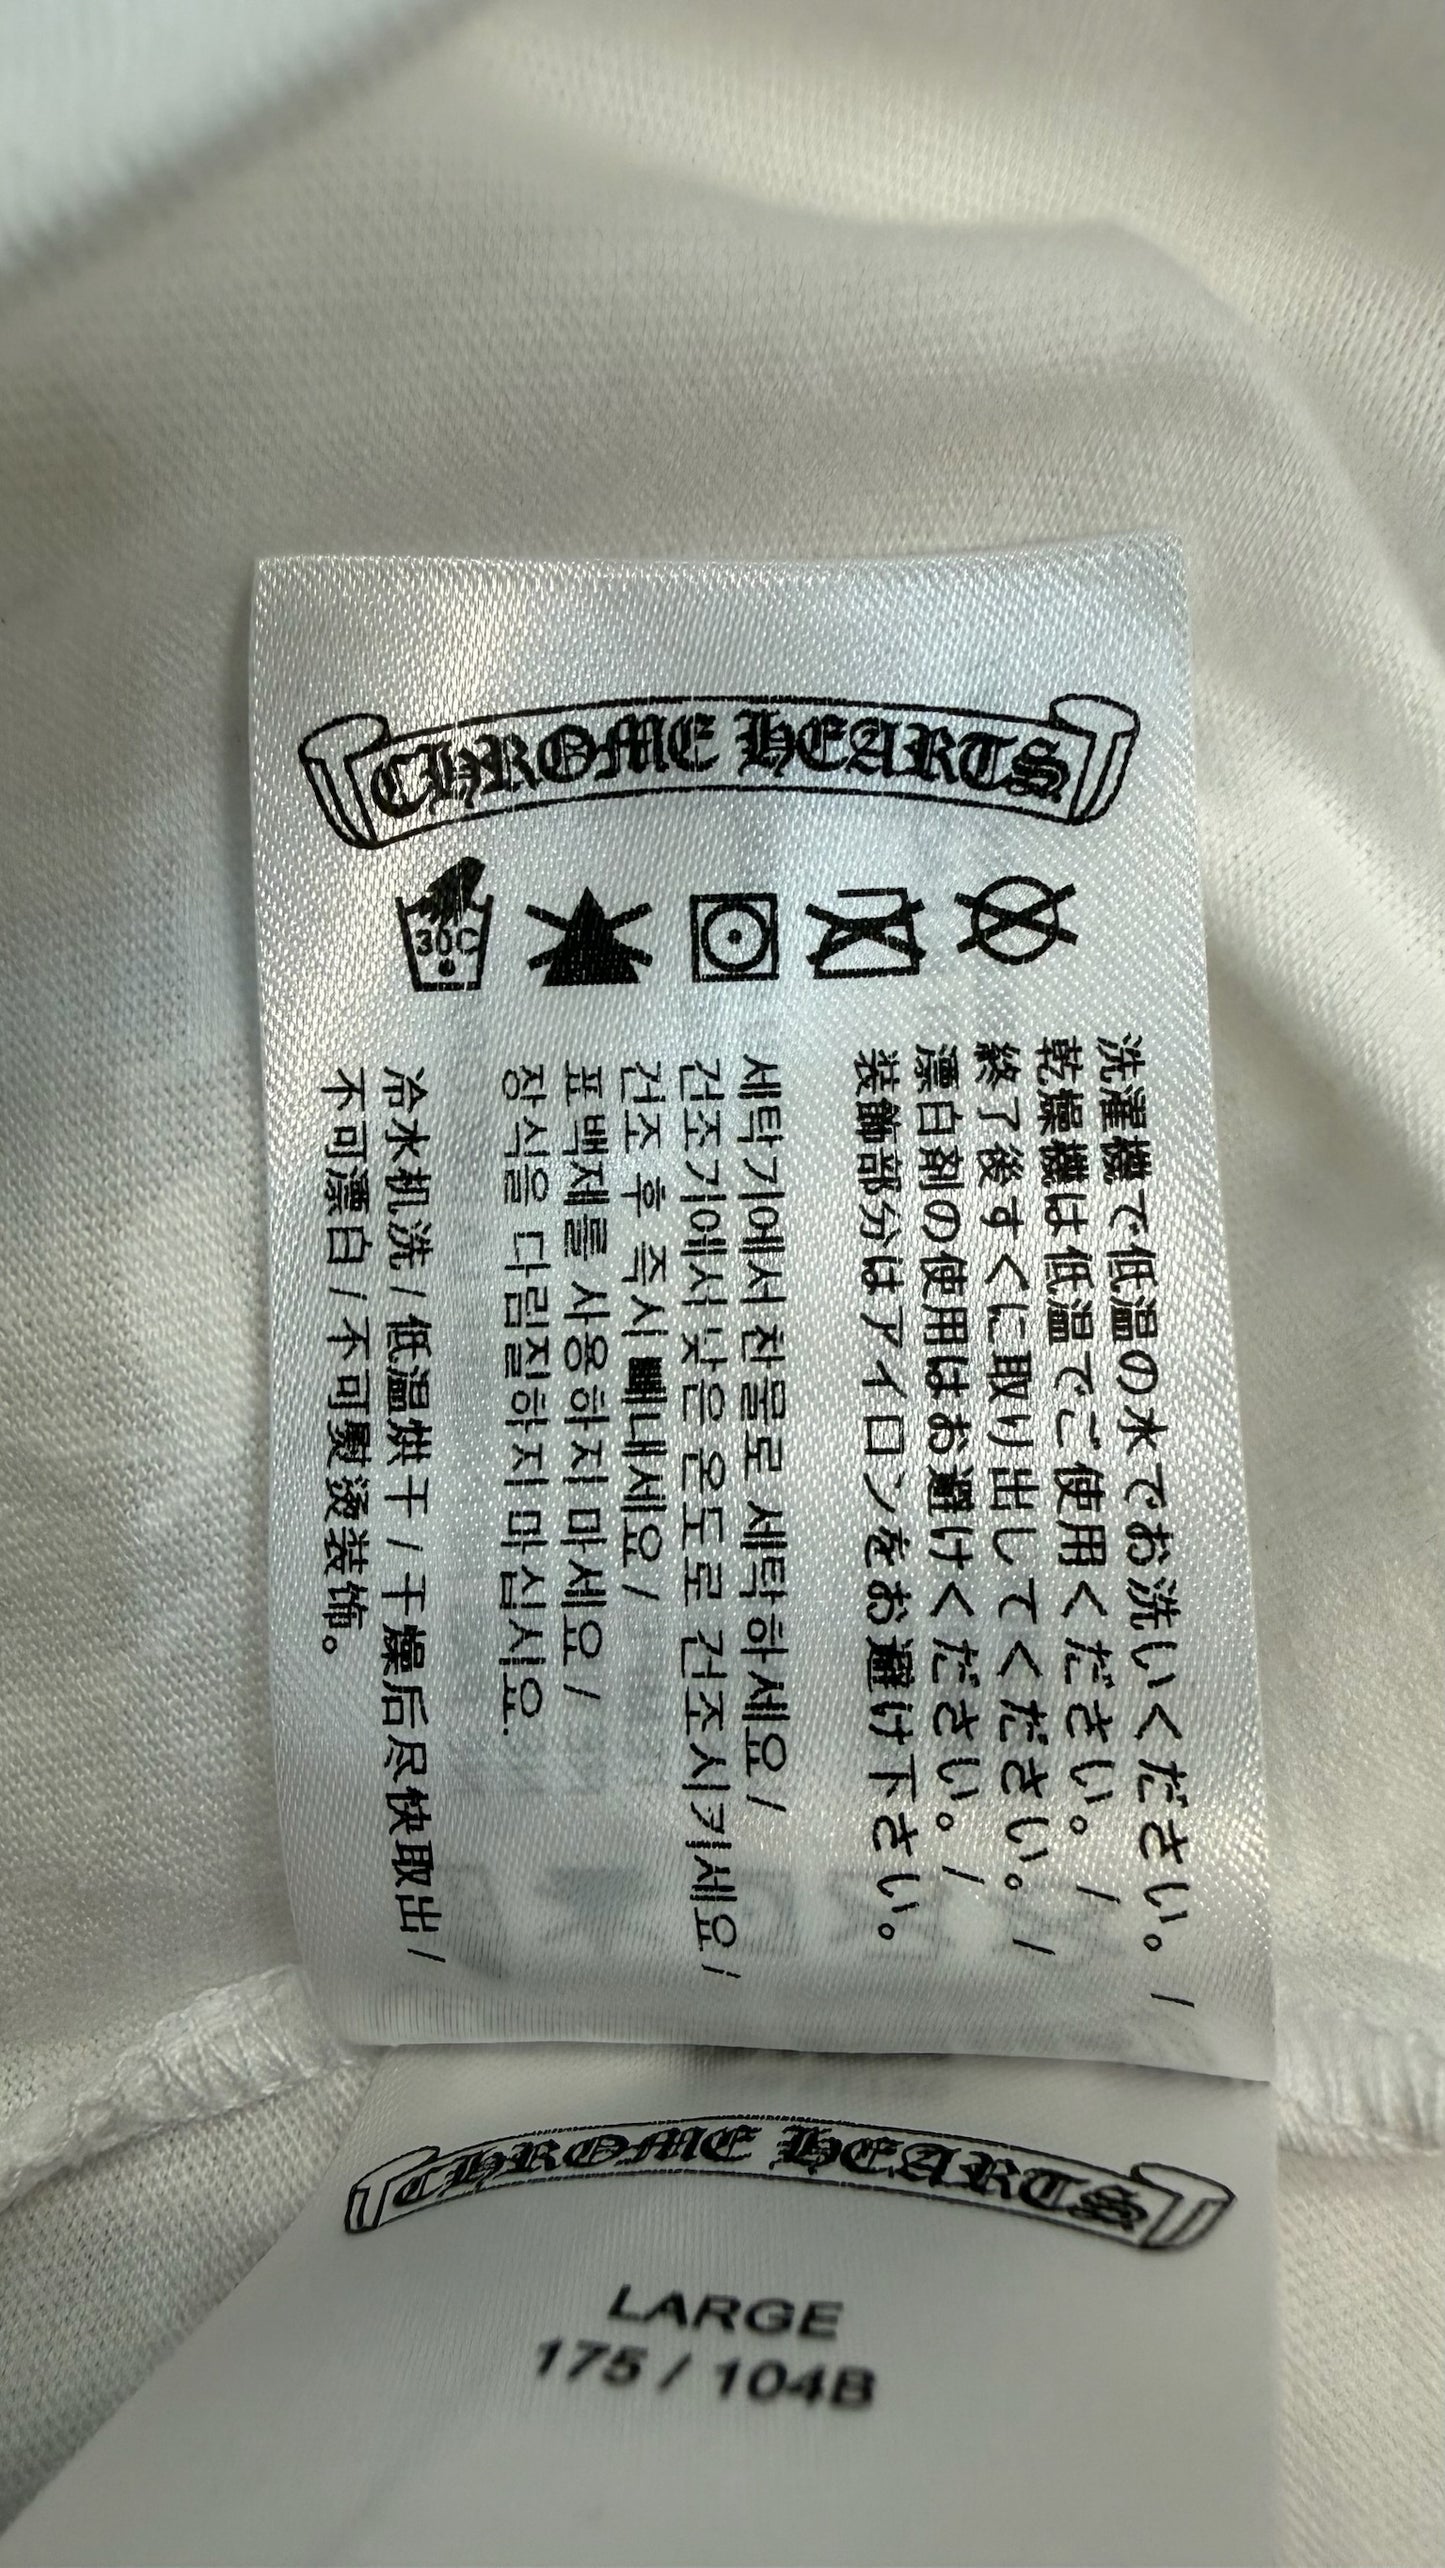 CHROME HEARTS
30C
洗濯機で低温の水でお洗いください。/
乾燥機は低温でご使用ください。/
終了後すぐに取り出してください。/
漂白剤の使用はお避けください。/
装飾部分はアイロンをお避け下さい。
세탁기에서 찬물로 세탁하세요 /
건조기에서 낮은 온도로 건조시키세요 /
건조 후 즉시 빼내세요 /
표백제를 사용하지 마세요 /
장식을 다림질하지 마십시요.
冷水机洗 / 低温烘干 / 干燥后尽快取出 /
不可漂白 / 不可熨烫装饰。
CHROME HEARTS
LARGE
175 / 104B